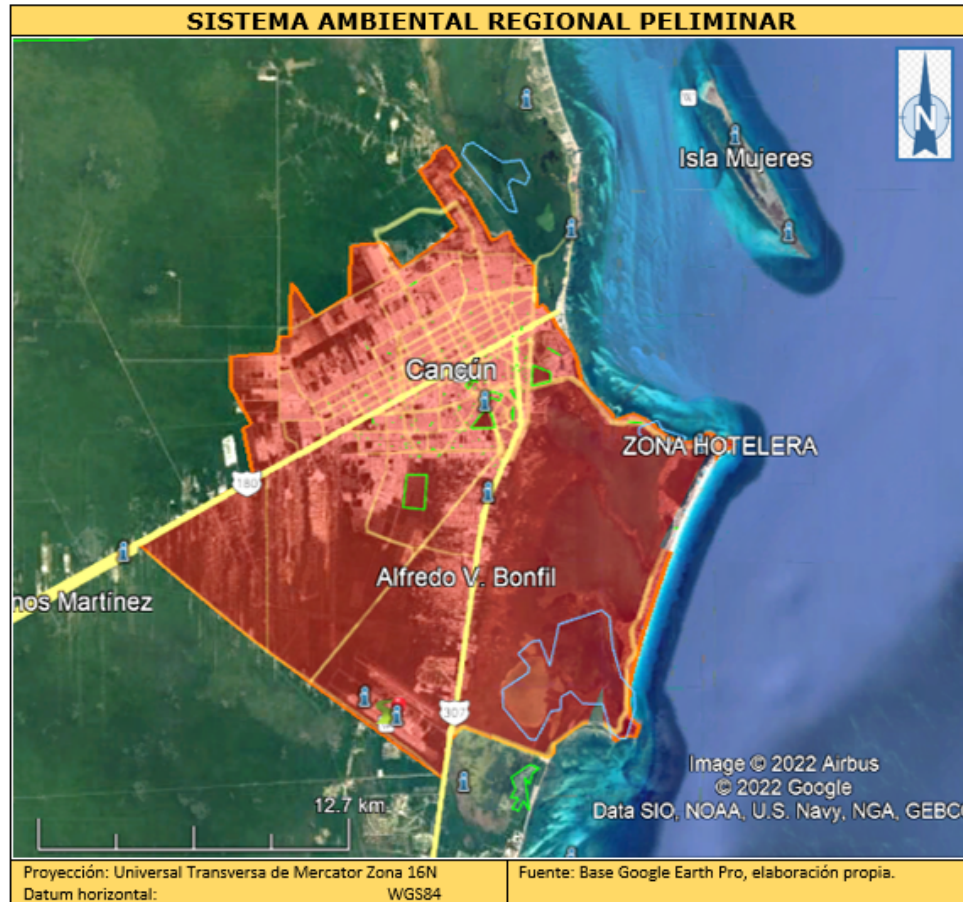 SISTEMA AMBIENTAL REGIONAL PELIMINAR
N
Isla Mujeres
Cancún
ZONA HOTELERA
180
Alfredo V. Bonfil
nos Martínez
307
Image © 2022 Airbus
© 2022 Google
12.7 km.
Data SIO, NOAA, U.S. Navy, NGA, GEBCO
Proyección: Universal Transversa de Mercator Zona 16N
Datum horizontal: WGS84
Fuente: Base Google Earth Pro, elaboración propia.